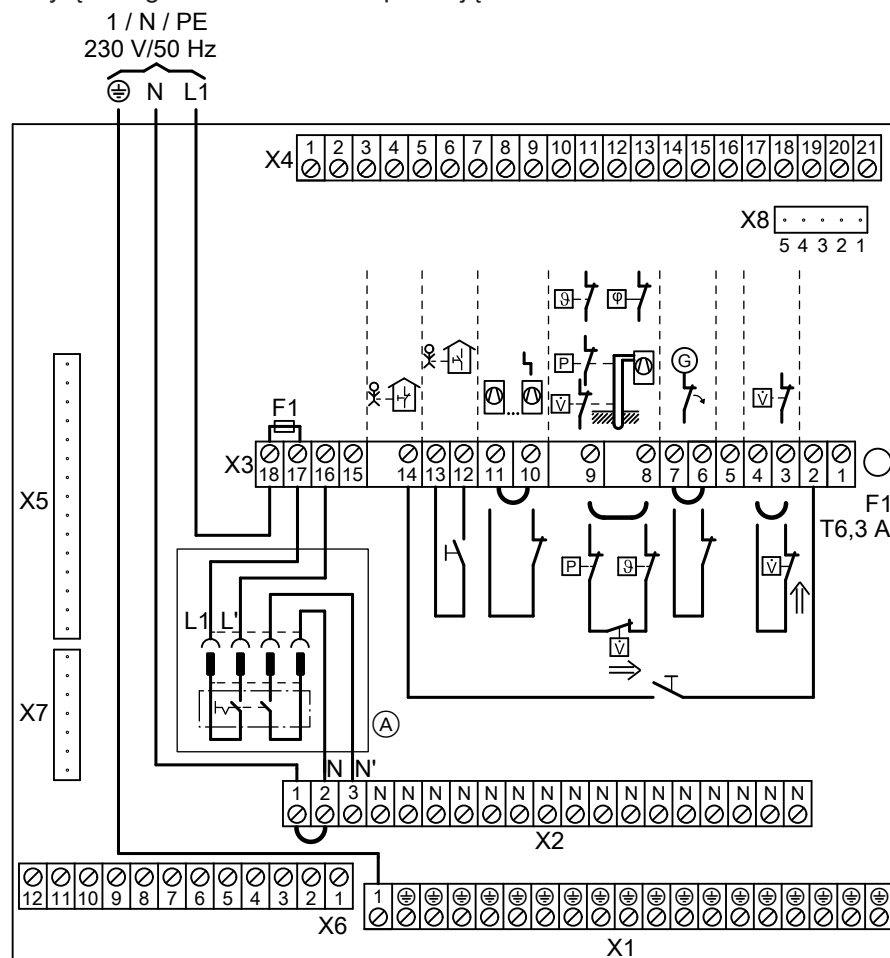 1 / N / PE
230 V/50 Hz
N L1
X4 1 2 3 4 5 6 7 8 9 10 11 12 13 14 15 16 17 18 19 20 21
X8
5 4 3 2 1
ϑ φ
P G
V̇ V̇
F1
X3 18 17 16 15 14 13 12 11 10 9 8 7 6 5 4 3 2 1
F1
T6,3 A
X5
P ϑ V̇
L1 L'
V̇
X7
A
N N'
1 2 3 N N N N N N N N N N N N N N N N
X2
12 11 10 9 8 7 6 5 4 3 2 1
X6
1
X1